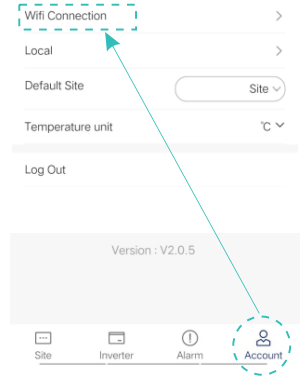 Wifi Connection
Local
Default Site Site
Temperature unit °C
Log Out
Version : V2.0.5
Site Inverter Alarm Account